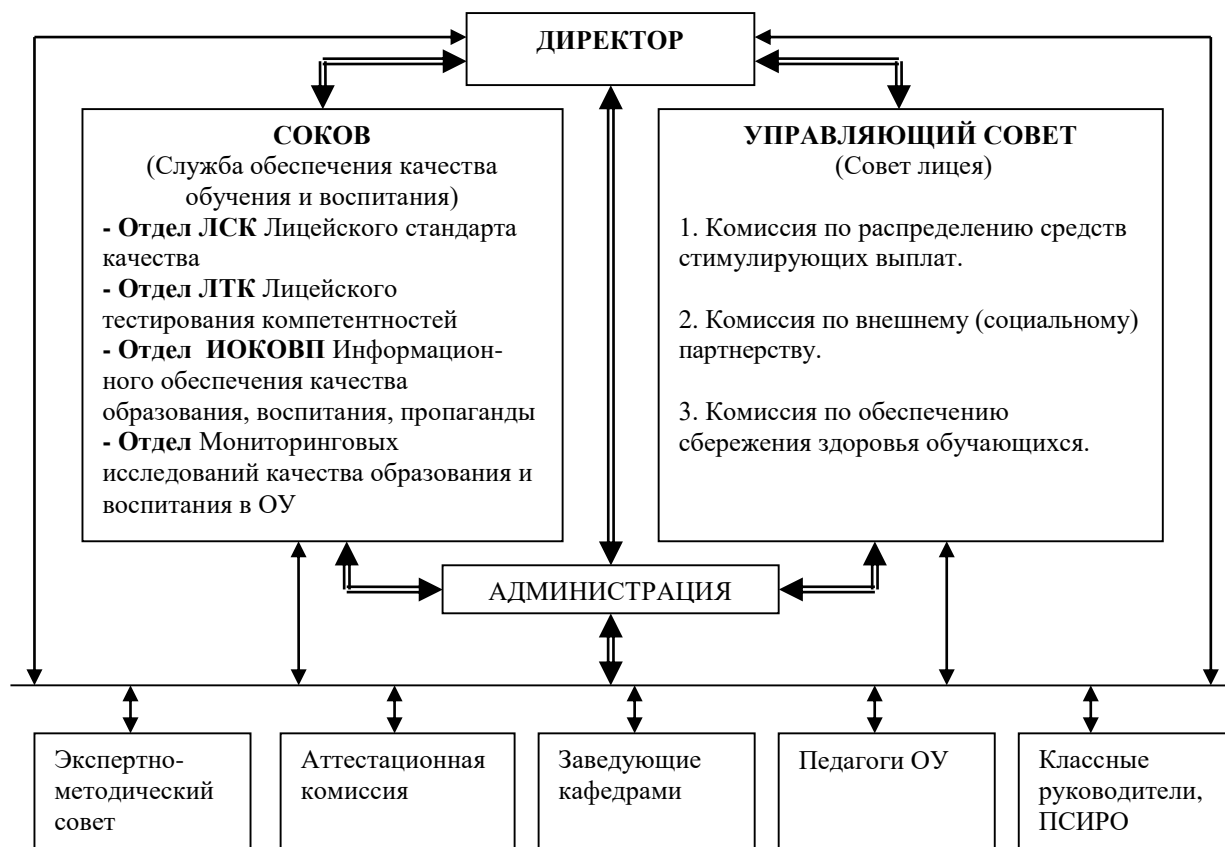 ДИРЕКТОР
СОКОВ
(Служба обеспечения качества
обучения и воспитания)
- Отдел ЛСК Лицейского стандарта
качества
- Отдел ЛТК Лицейского
тестирования компетентностей
- Отдел ИОКОВП Информацион-
ного обеспечения качества
образования, воспитания, пропаганды
- Отдел Мониторинговых
исследований качества образования и
воспитания в ОУ
УПРАВЛЯЮЩИЙ СОВЕТ
(Совет лицея)
1. Комиссия по распределению средств
стимулирующих выплат.
2. Комиссия по внешнему (социальному)
партнерству.
3. Комиссия по обеспечению
сбережения здоровья обучающихся.
АДМИНИСТРАЦИЯ
Экспертно-
методический
совет
Аттестационная
комиссия
Заведующие
кафедрами
Педагоги ОУ
Классные
руководители,
ПСИРО